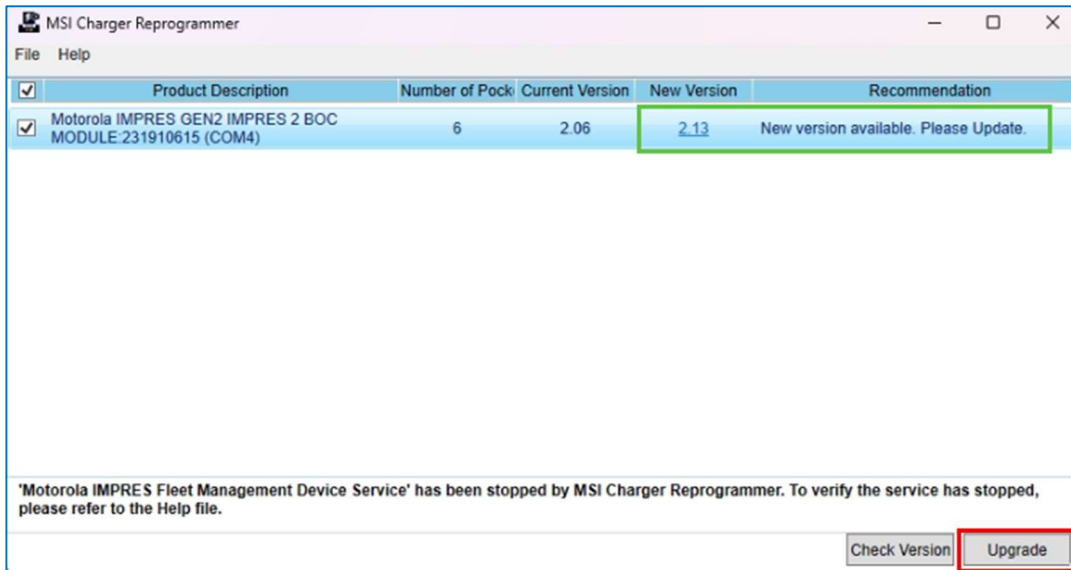 MSI Charger Reprogrammer
File Help
Product Description Number of Pock Current Version New Version Recommendation
Motorola IMPRES GEN2 IMPRES 2 BOC
MODULE:231910615 (COM4) 6 2.06 2.13 New version available. Please Update.
'Motorola IMPRES Fleet Management Device Service' has been stopped by MSI Charger Reprogrammer. To verify the service has stopped,
please refer to the Help file.
Check Version Upgrade